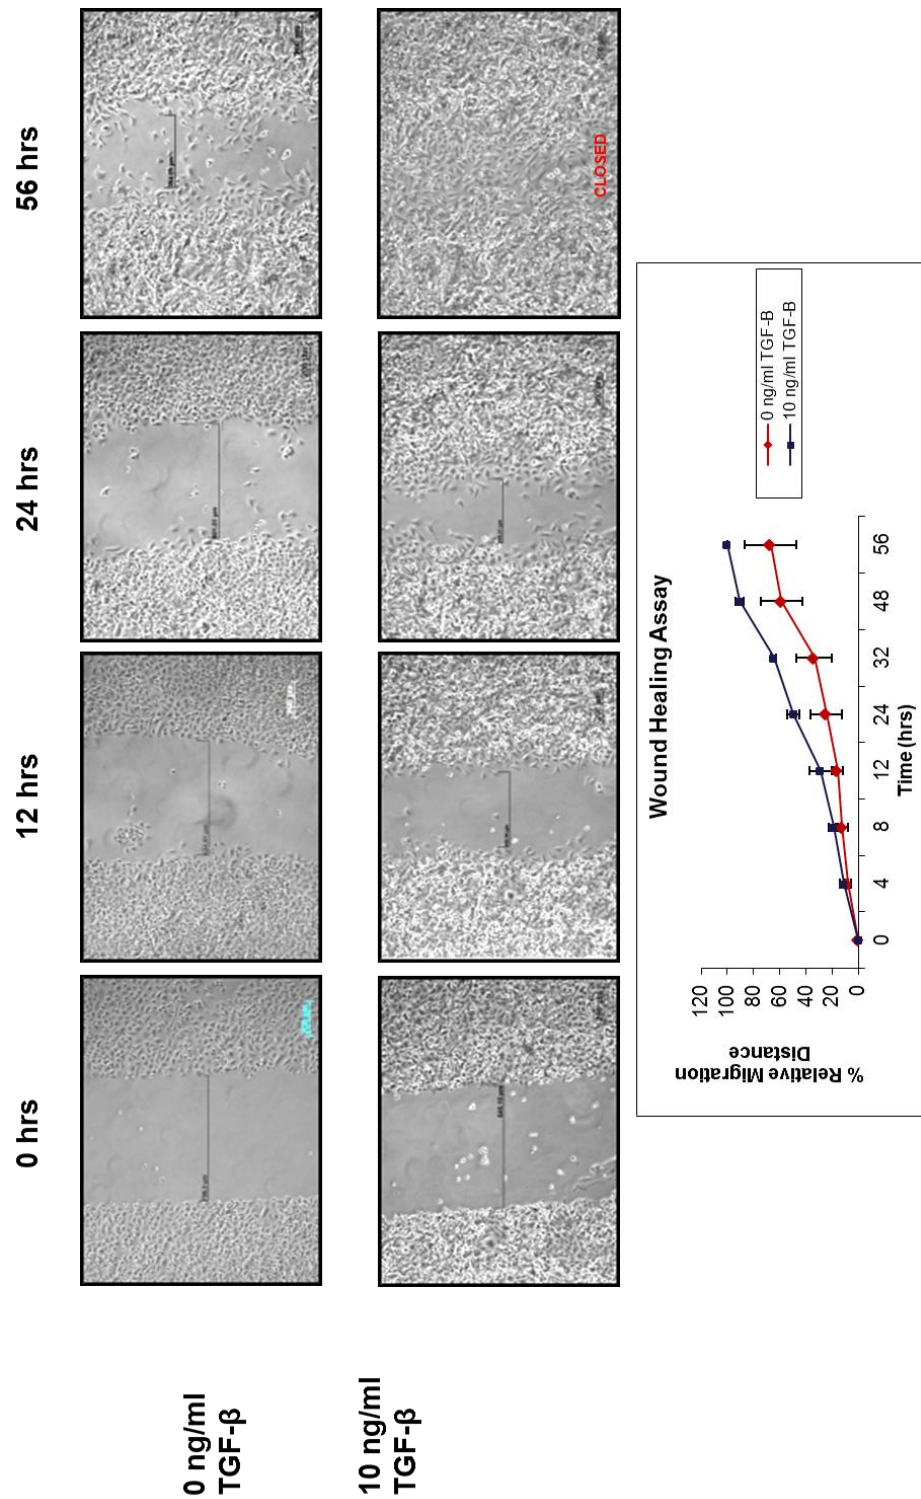 0 hrs
12 hrs
24 hrs
56 hrs
0 ng/ml
TGF-β
10 ng/ml
TGF-β
CLOSED
Wound Healing Assay
% Relative Migration
Distance
120
100
80
60
40
20
0
0
4
8
12
24
32
48
56
Time (hrs)
0 ng/ml TGF-B
10 ng/ml TGF-B